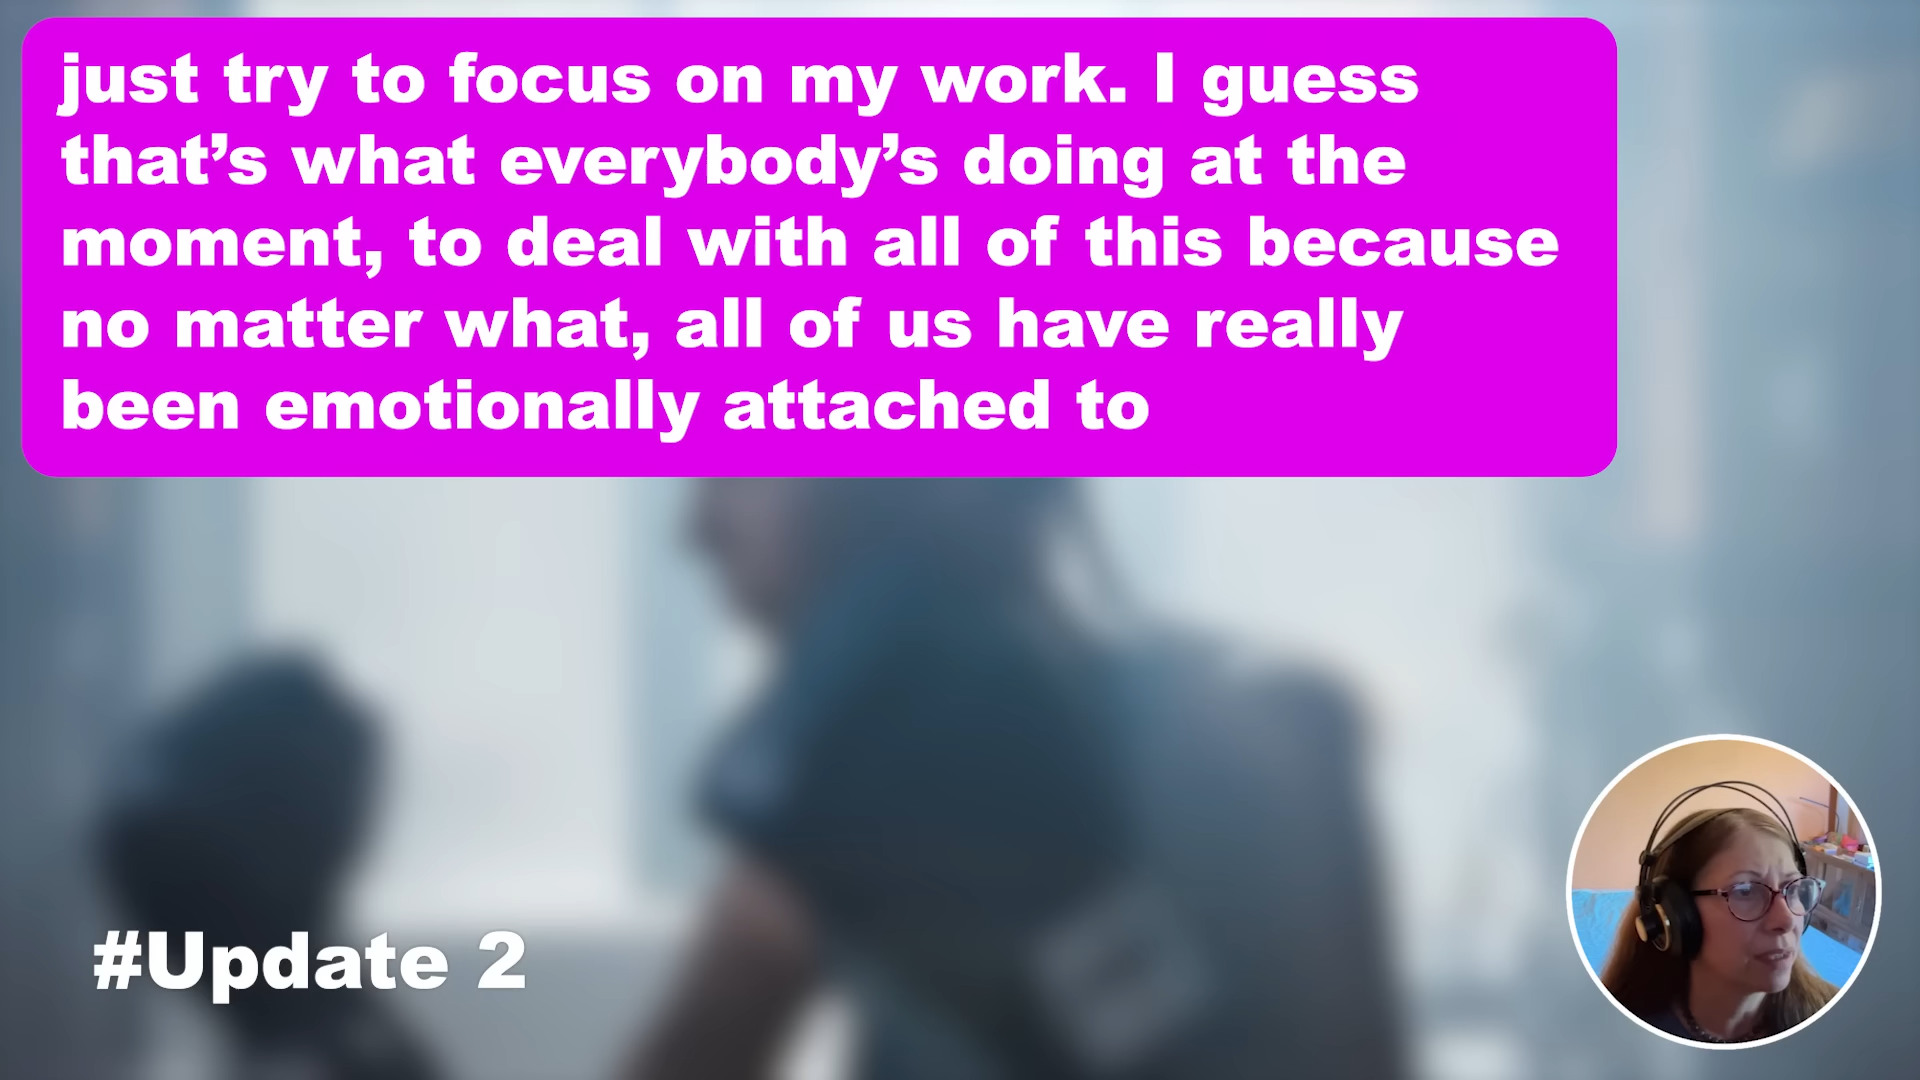 just try to focus on my work. I guess
that’s what everybody’s doing at the
moment, to deal with all of this because
no matter what, all of us have really
been emotionally attached to
#Update 2